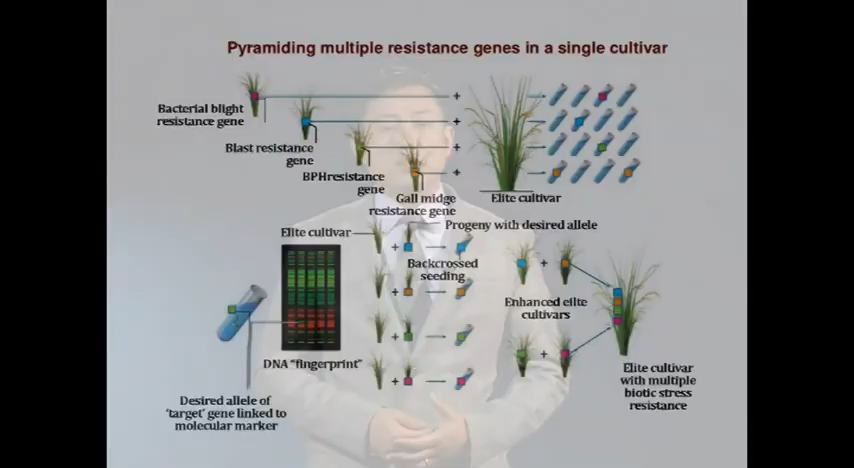 Pyramiding multiple resistance genes in a single cultivar
Bacterial blight
resistance gene
Blast resistance
gene
BPHresistance
gene
Gall midge
resistance gene
Elite cultivar
Elite cultivar
Progeny with desired allele
Backcrossed
seeding
DNA "fingerprint"
Desired allele of
'target' gene linked to
molecular marker
Enhanced elite
cultivars
Elite cultivar
with multiple
biotic stress
resistance